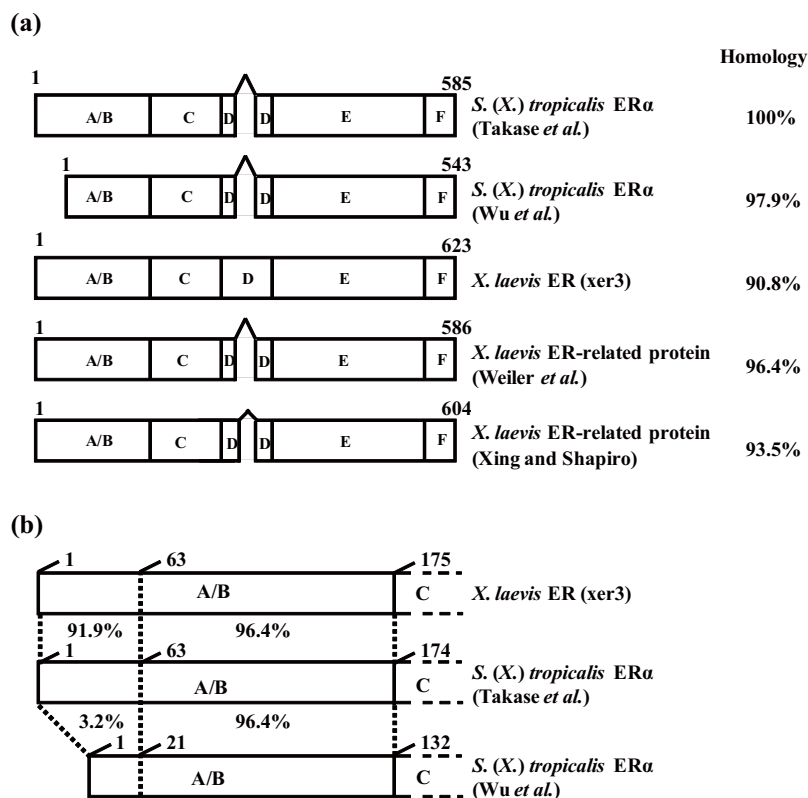 (a)
Homology
1 585
A/B C D D E F
S. (X.) tropicalis ERα
(Takase et al.)
100%
1 543
A/B C D D E F
S. (X.) tropicalis ERα
(Wu et al.)
97.9%
1 623
A/B C D E F
X. laevis ER (xer3)
90.8%
1 586
A/B C D D E F
X. laevis ER-related protein
(Weiler et al.)
96.4%
1 604
A/B C D D E F
X. laevis ER-related protein
(Xing and Shapiro)
93.5%
(b)
1 63 175
A/B C
X. laevis ER (xer3)
91.9% 96.4%
1 63 174
A/B C
S. (X.) tropicalis ERα
(Takase et al.)
3.2% 96.4%
1 21 132
A/B C
S. (X.) tropicalis ERα
(Wu et al.)